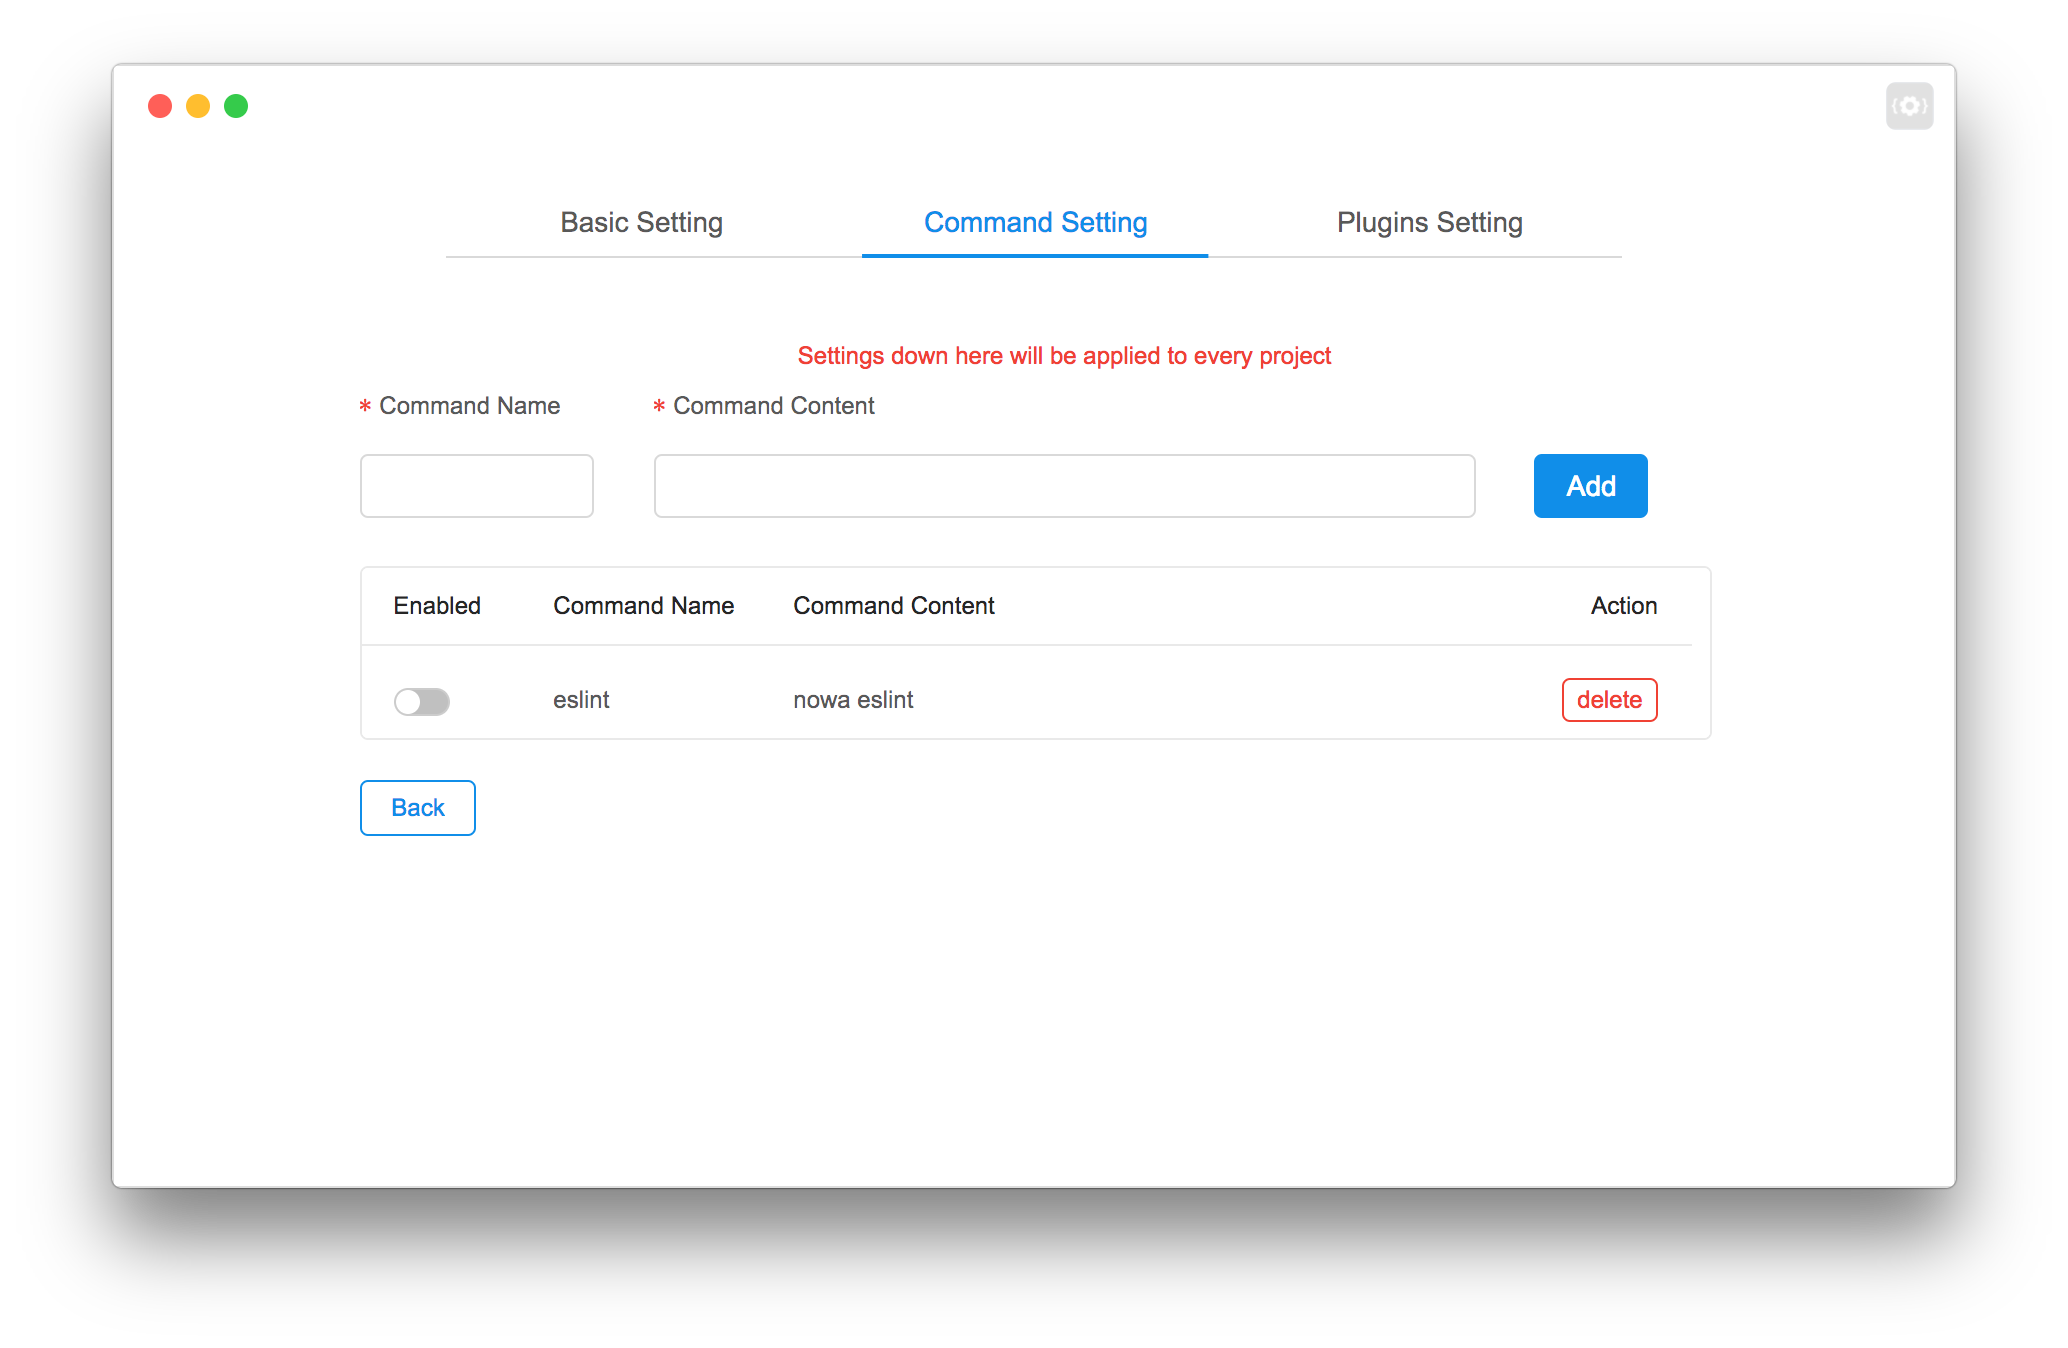 Basic Setting Command Setting Plugins Setting
Settings down here will be applied to every project
* Command Name * Command Content
Add
Enabled Command Name Command Content Action
eslint nowa eslint delete
Back